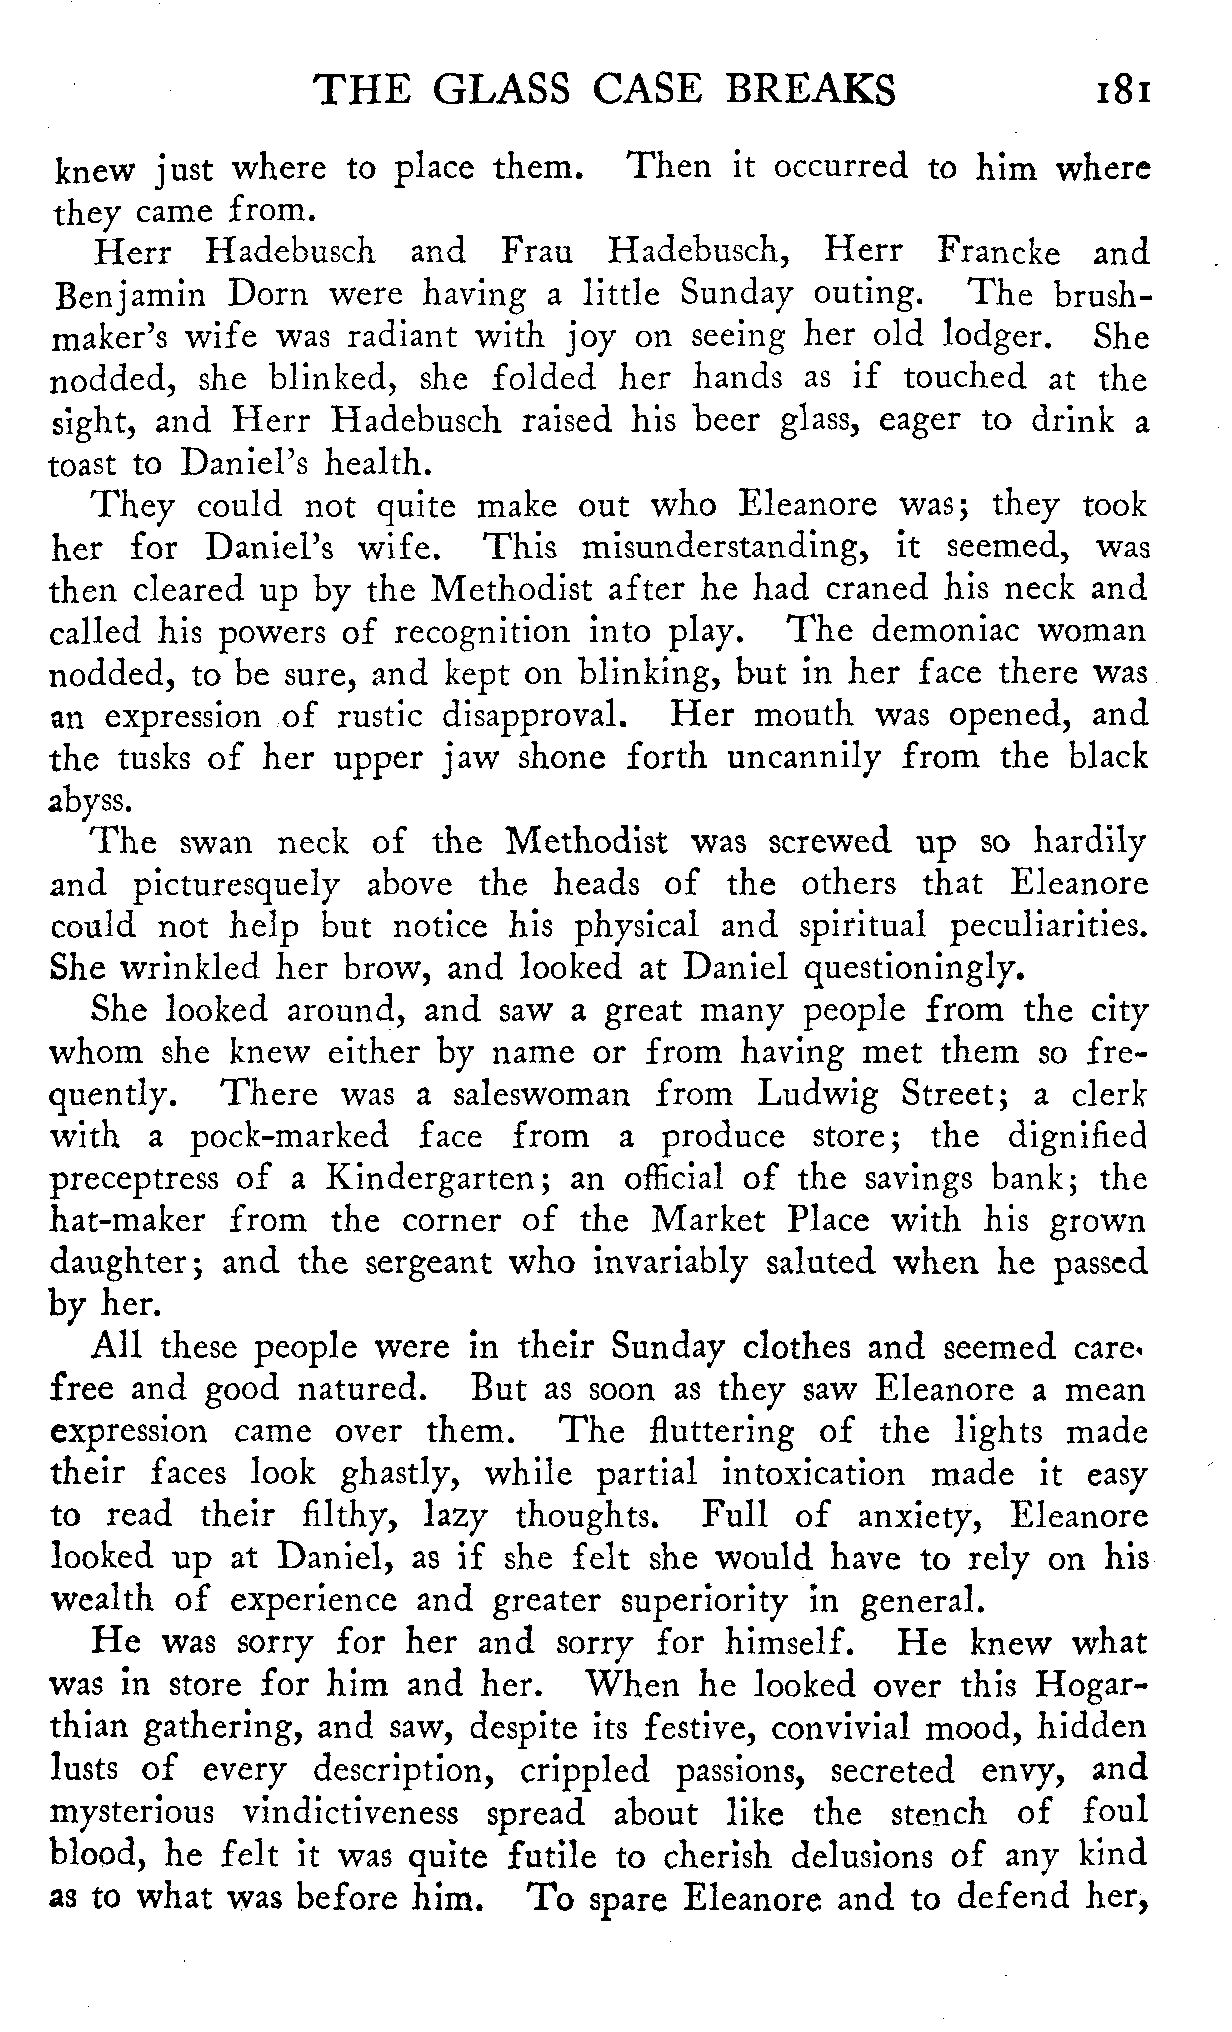 THE GLASS CASE BREAKS 181
knew just where to place them. Then it occurred to him where
they came from.
Herr Hadebusch and Frau Hadebusch, Herr Francke and
Benjamin Dorn were having a little Sunday outing. The brush-
maker's wife was radiant with joy on seeing her old lodger. She
nodded, she blinked, she folded her hands as if touched at the
sight, and Herr Hadebusch raised his beer glass, eager to drink a
toast to Daniel's health.
They could not quite make out who Eleanore was; they took
her for Daniel's wife. This misunderstanding, it seemed, was
then cleared up by the Methodist after he had craned his neck and
called his powers of recognition into play. The demoniac woman
nodded, to be sure, and kept on blinking, but in her face there was
an expression of rustic disapproval. Her mouth was opened, and
the tusks of her upper jaw shone forth uncannily from the black
abyss.
The swan neck of the Methodist was screwed up so hardily
and picturesquely above the heads of the others that Eleanore
could not help but notice his physical and spiritual peculiarities.
She wrinkled her brow, and looked at Daniel questioningly.
She looked around, and saw a great many people from the city
whom she knew either by name or from having met them so fre-
quently. There was a saleswoman from Ludwig Street; a clerk
with a pock-marked face from a produce store; the dignified
preceptress of a Kindergarten; an official of the savings bank; the
hat-maker from the corner of the Market Place with his grown
daughter; and the sergeant who invariably saluted when he passed
by her.
All these people were in their Sunday clothes and seemed care-
free and good natured. But as soon as they saw Eleanore a mean
expression came over them. The fluttering of the lights made
their faces look ghastly, while partial intoxication made it easy
to read their filthy, lazy thoughts. Full of anxiety, Eleanore
looked up at Daniel, as if she felt she would have to rely on his
wealth of experience and greater superiority in general.
He was sorry for her and sorry for himself. He knew what
was in store for him and her. When he looked over this Hogar-
thian gathering, and saw, despite its festive, convivial mood, hidden
lusts of every description, crippled passions, secreted envy, and
mysterious vindictiveness spread about like the stench of foul
blood, he felt it was quite futile to cherish delusions of any kind
as to what was before him. To spare Eleanore and to defend her,